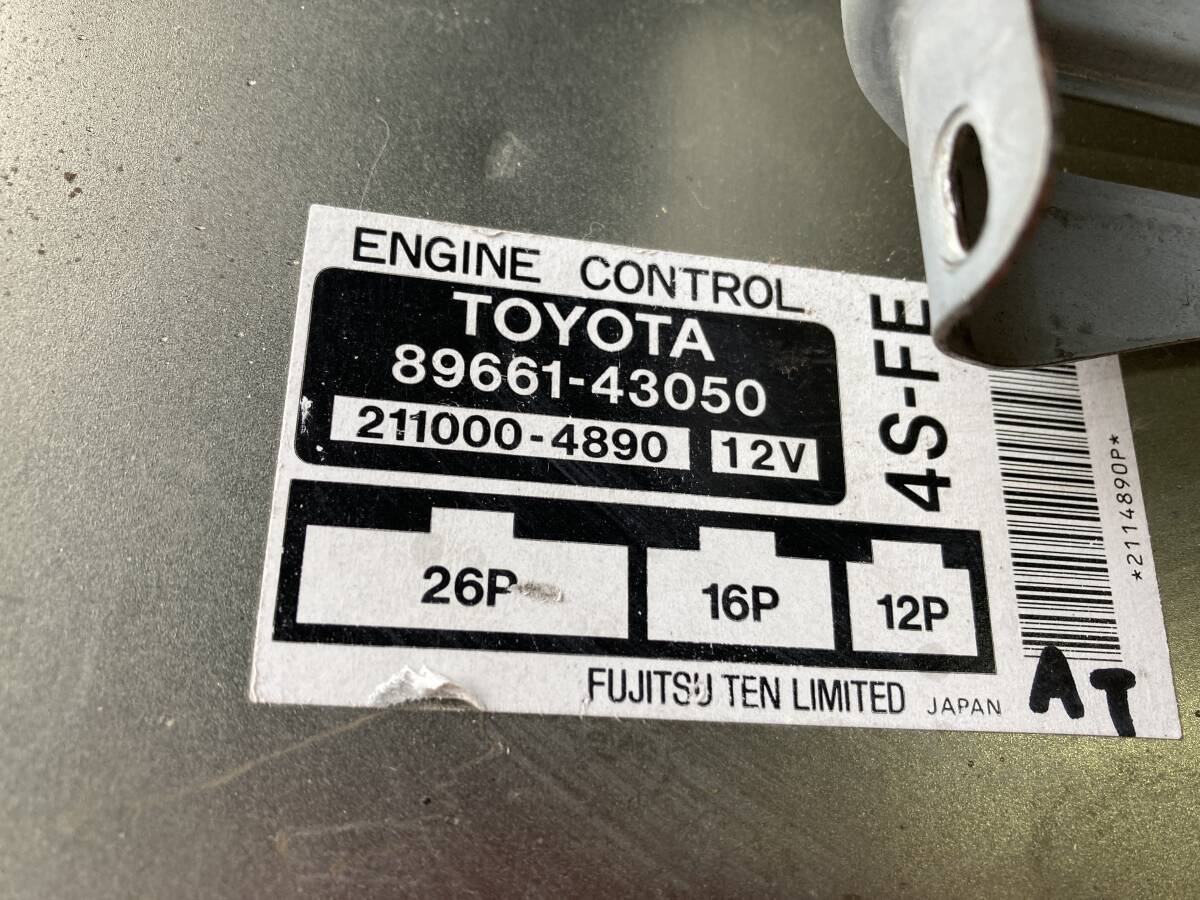 ENGINE CONTROL
TOYOTA
89661-43050
211000-4890 12V
4S-FE
26P 16P 12P
FUJITSU TEN LIMITED JAPAN
*2114890P*
AT